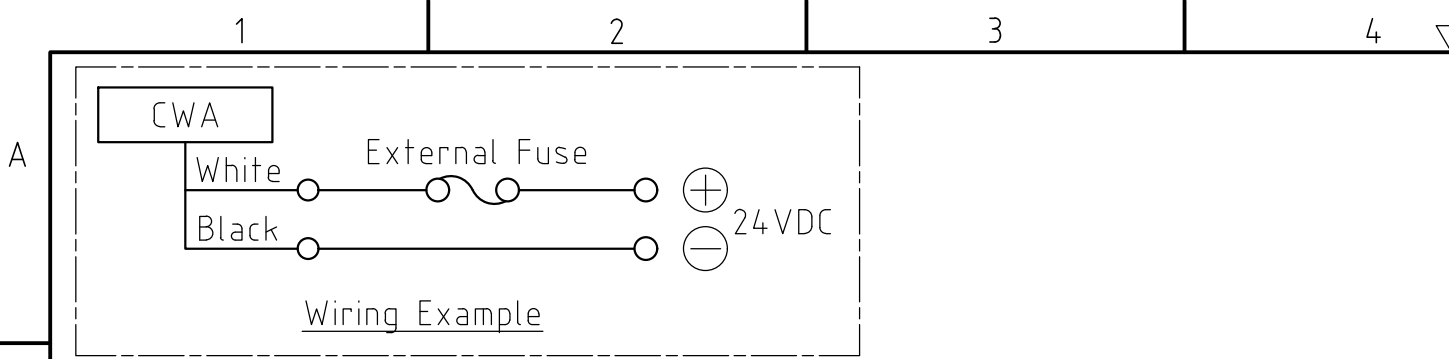 1 2 3 4
A
CWA
External Fuse
White
24VDC
Black
Wiring Example